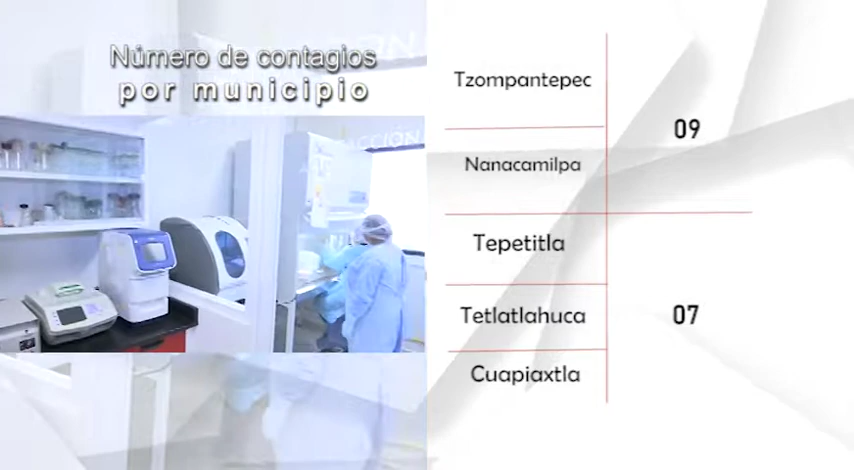 Número de contagios
por municipio
Tzompantepec
09
Nanacamilpa
Tepetitla
Tetlatlahuca
07
Cuapiaxtla